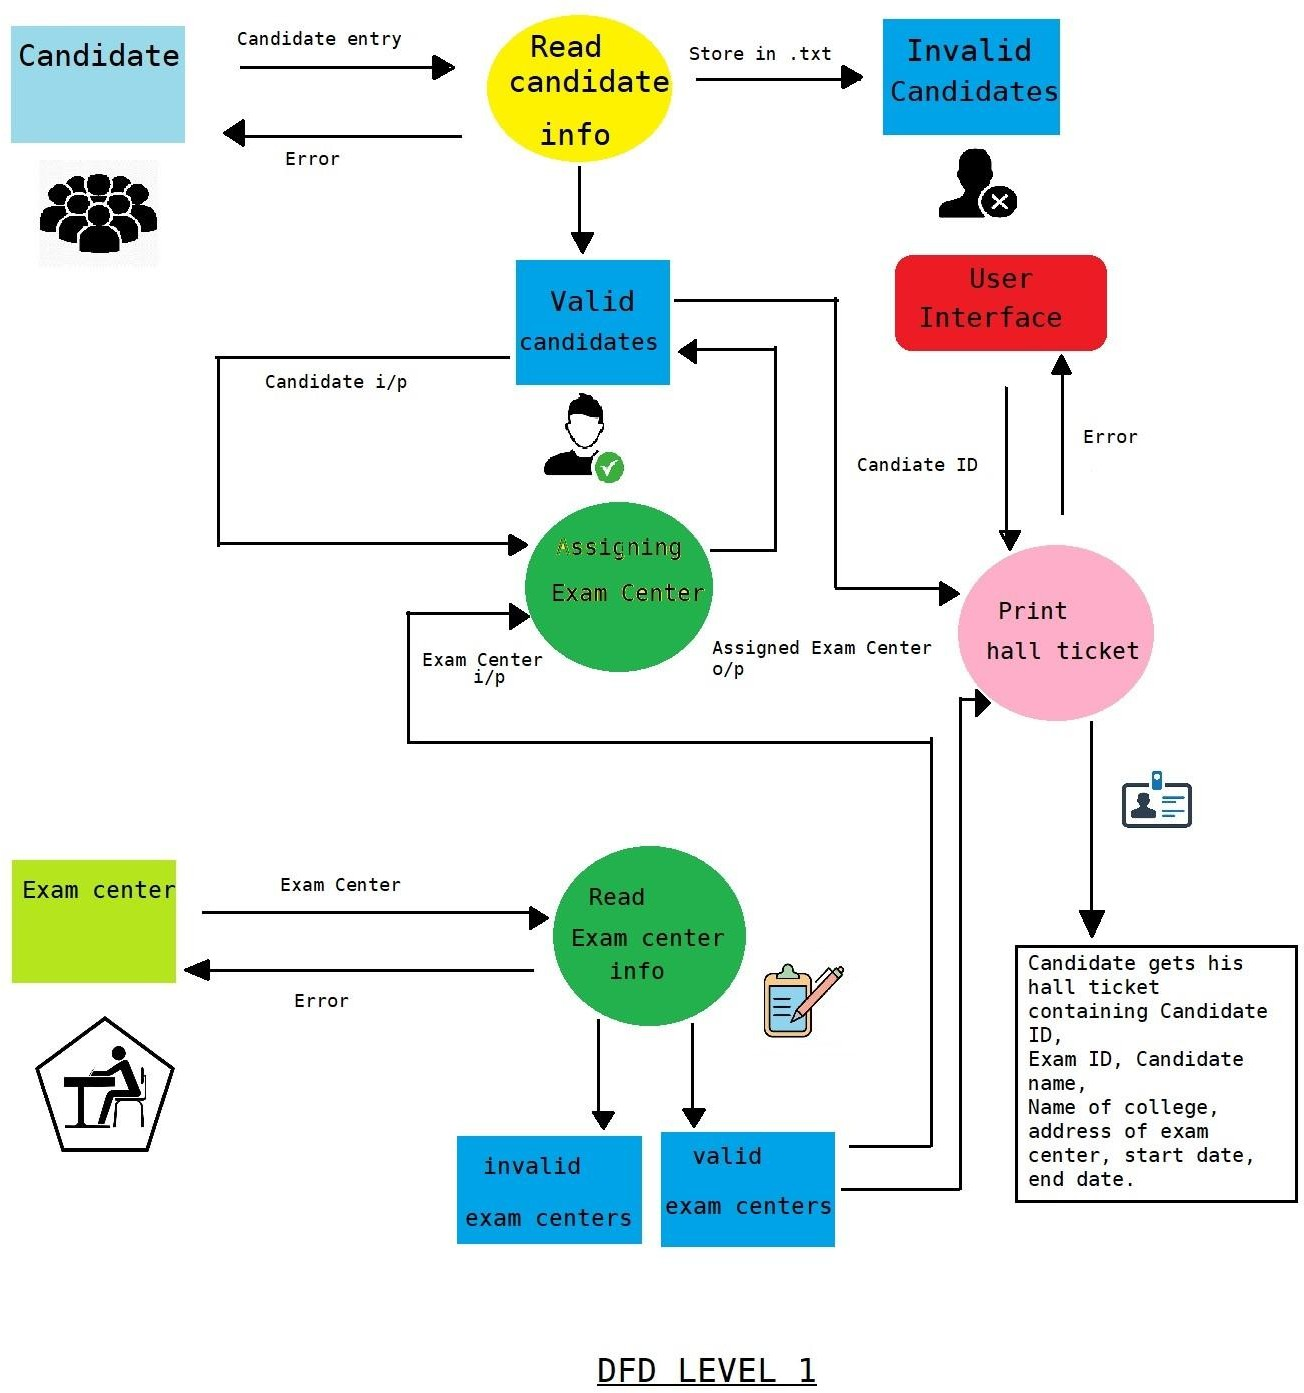 Candidate
Candidate entry
Error
Read
candidate
info
Store in .txt
Invalid
Candidates
User
Interface
Valid
candidates
Candidate i/p
Candiate ID
Error
Assigning
Exam Center
Exam Center
i/p
Assigned Exam Center
o/p
Print
hall ticket
Exam center
Exam Center
Error
Read
Exam center
info
invalid
exam centers
valid
exam centers
Candidate gets his
hall ticket
containing Candidate
ID,
Exam ID, Candidate
name,
Name of college,
address of exam
center, start date,
end date.
DFD LEVEL 1